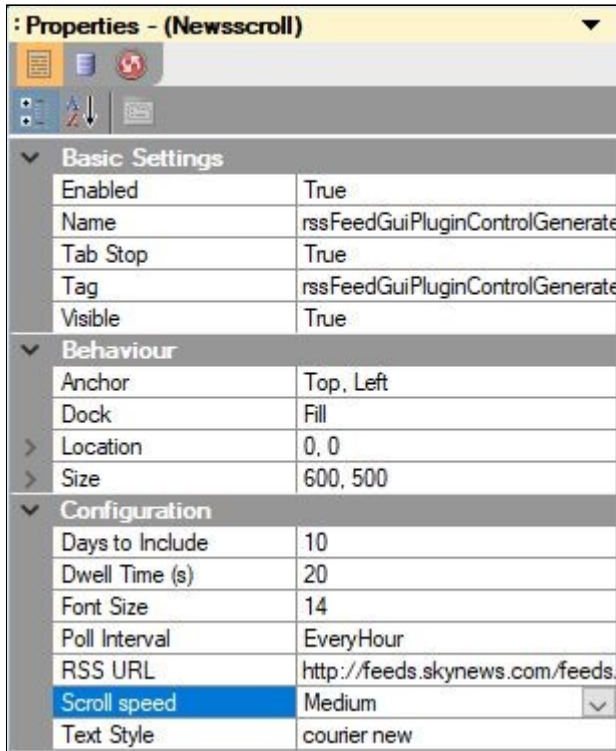 : Properties - (Newsscroll)
Basic Settings
Enabled True
Name rssFeedGuiPluginControlGenerate
Tab Stop True
Tag rssFeedGuiPluginControlGenerate
Visible True
Behaviour
Anchor Top, Left
Dock Fill
Location 0, 0
Size 600, 500
Configuration
Days to Include 10
Dwell Time (s) 20
Font Size 14
Poll Interval EveryHour
RSS URL http://feeds.skynews.com/feeds.
Scroll speed Medium
Text Style courier new